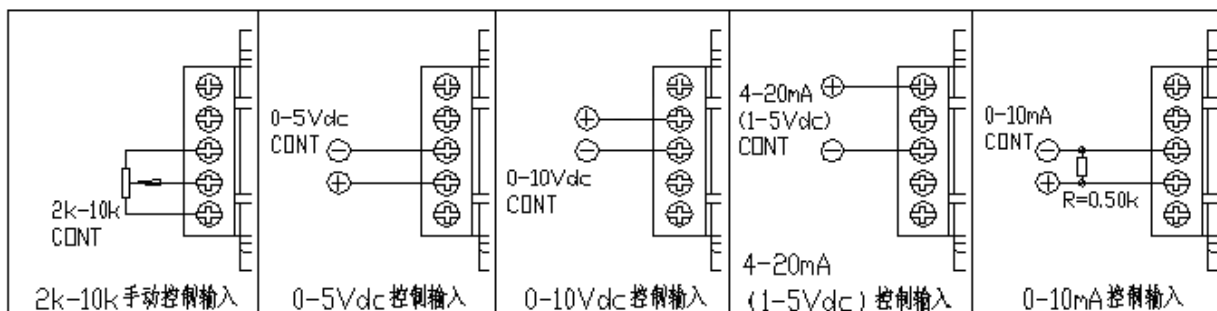 2k-10k
CONT
2k-10k手动控制输入
0-5Vdc
CONT
0-5Vdc控制输入
0-10Vdc
CONT
0-10Vdc控制输入
4-20mA
(1-5Vdc)
CONT
4-20mA
(1-5Vdc)控制输入
0-10mA
CONT
R=0.50k
0-10mA控制输入